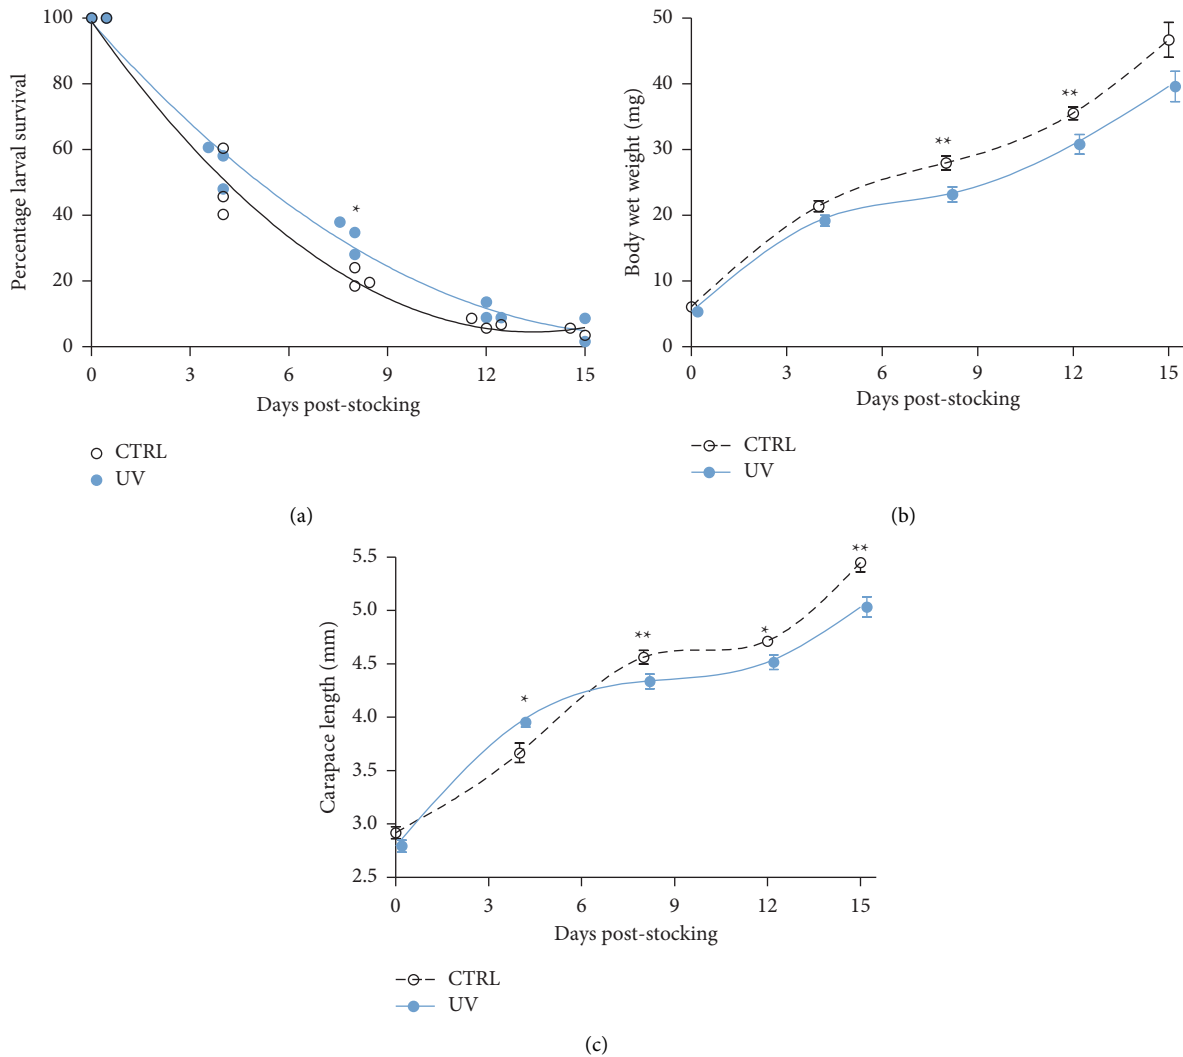 Percentage larval survival
100
80
60
40
20
0
*
0 3 6 9 12 15
Days post-stocking
CTRL
UV
(a)
Body wet weight (mg)
50
40
30
20
10
0
**
**
0 3 6 9 12 15
Days post-stocking
CTRL
UV
(b)
Carapace length (mm)
5.5
5.0
4.5
4.0
3.5
3.0
2.5
*
**
*
**
0 3 6 9 12 15
Days post-stocking
CTRL
UV
(c)